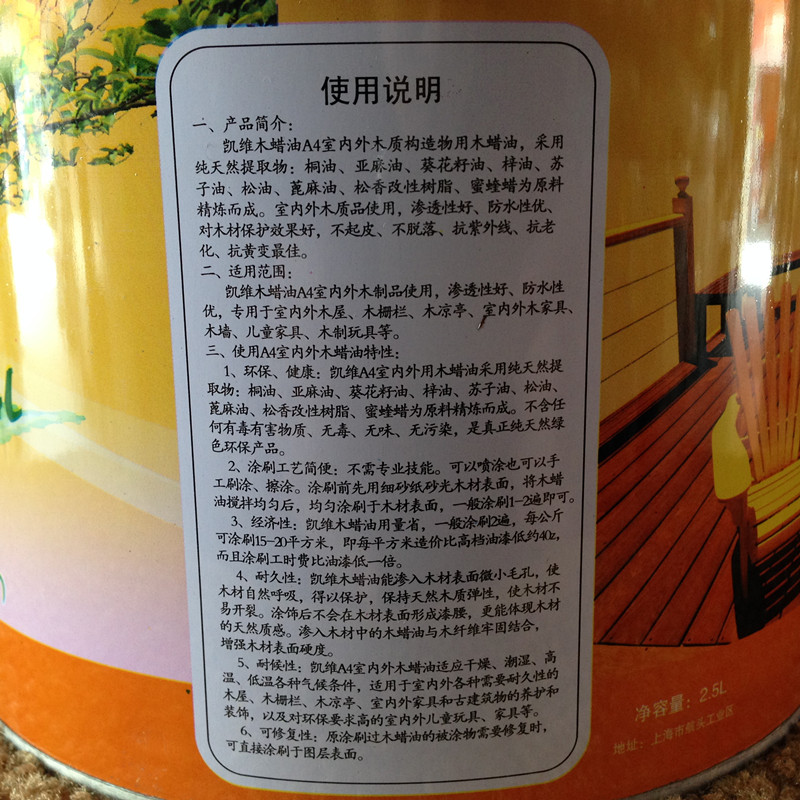 使用说明
一、产品简介：
凯维木蜡油A4室内外木质构造物用木蜡油，采用
纯天然提取物：桐油、亚麻油、葵花籽油、梓油、苏
子油、松油、蓖麻油、松香改性树脂、蜜蜂蜡为原料
精炼而成。室内外木质品使用，渗透性好、防水性优、
对木材保护效果好，不起皮、不脱落、抗紫外线、抗老
化、抗黄变最佳。
二、适用范围：
凯维木蜡油A4室内外木制品使用，渗透性好、防水性
优，专用于室内外木屋、木栅栏、木凉亭、室内外木家具、
木墙、儿童家具、木制玩具等。
三、使用A4室内外木蜡油特性：
1、环保、健康：凯维A4室内外用木蜡油采用纯天然提
取物：桐油、亚麻油、葵花籽油、梓油、苏子油、松油、
蓖麻油、松香改性树脂、蜜蜂蜡为原料精炼而成。不含任
何有毒有害物质、无毒、无味、无污染，是真正纯天然绿
色环保产品。
2、涂刷工艺简便：不需专业技能。可以喷涂也可以手
工刷涂、擦涂。涂刷前先用细砂纸砂光木材表面，将木蜡
油搅拌均匀后，均匀涂刷于木材表面，一般涂刷1-2遍即可。
3、经济性：凯维木蜡油用量省，一般涂刷2遍，每公斤
可涂刷15-20平方米，即每平方米造价比高档油漆低约40%，
而且涂刷工时费比油漆低一倍。
4、耐久性：凯维木蜡油能渗入木材表面微小毛孔，使
木材自然呼吸，得以保护，保持天然木质弹性，使木材不
易开裂。涂饰后不会在木材表面形成漆膜，更能体现木材
的天然质感。渗入木材中的木蜡油与木纤维牢固结合，
增强木材表面硬度。
5、耐候性：凯维A4室内外木蜡油适应干燥、潮湿、高
温、低温各种气候条件，适用于室内外各种需要耐久性的
木屋、木栅栏、木凉亭、室内外家具和古建筑物的养护和
装饰，以及对环保要求高的室内外儿童玩具、家具等。
6、可修复性：原涂刷过木蜡油的被涂物需要修复时，
可直接涂刷于图层表面。
净容量：2.5L
地址：上海市航头工业区